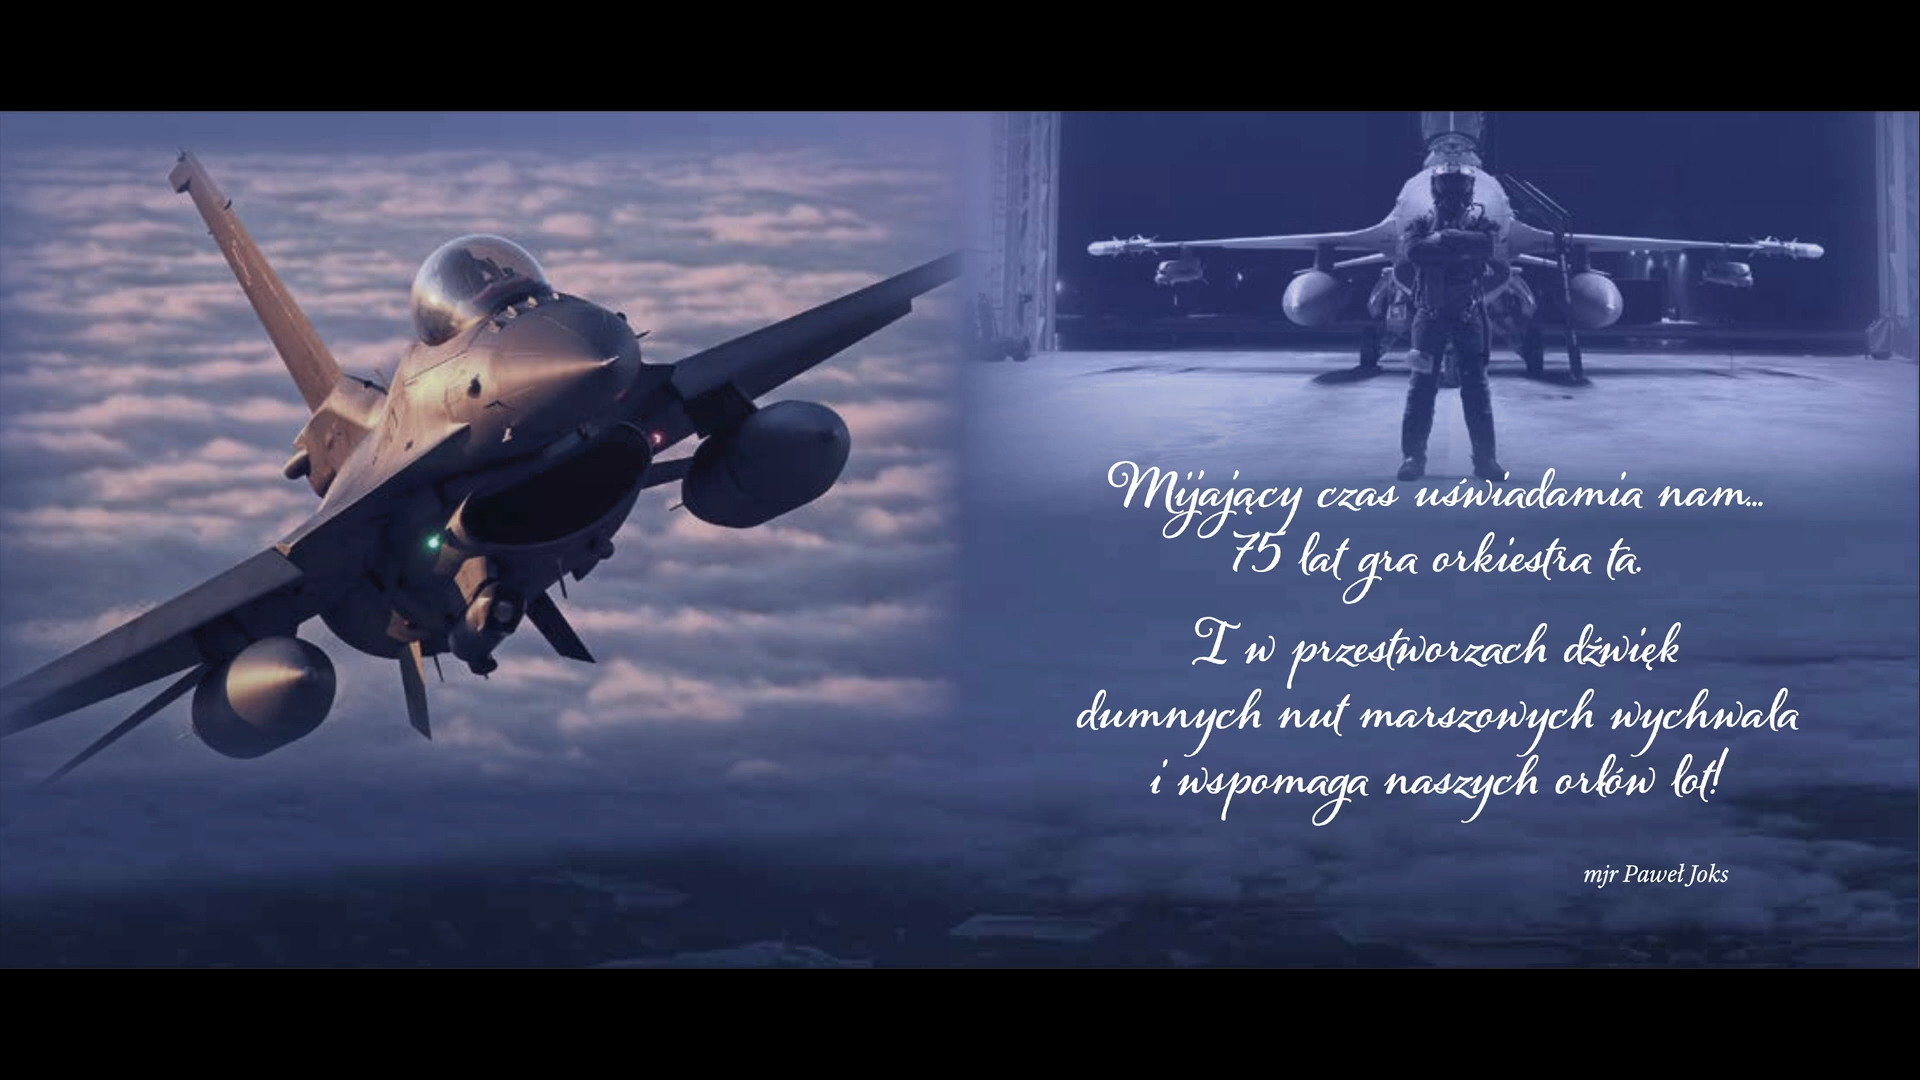 Mijający czas uświadamia nam...
75 lat gra orkiestra ta.
I w przestworzach dźwięk
dumnych nut marszowych wychwala
i wspomaga naszych orłów lot!
mjr Paweł Joks